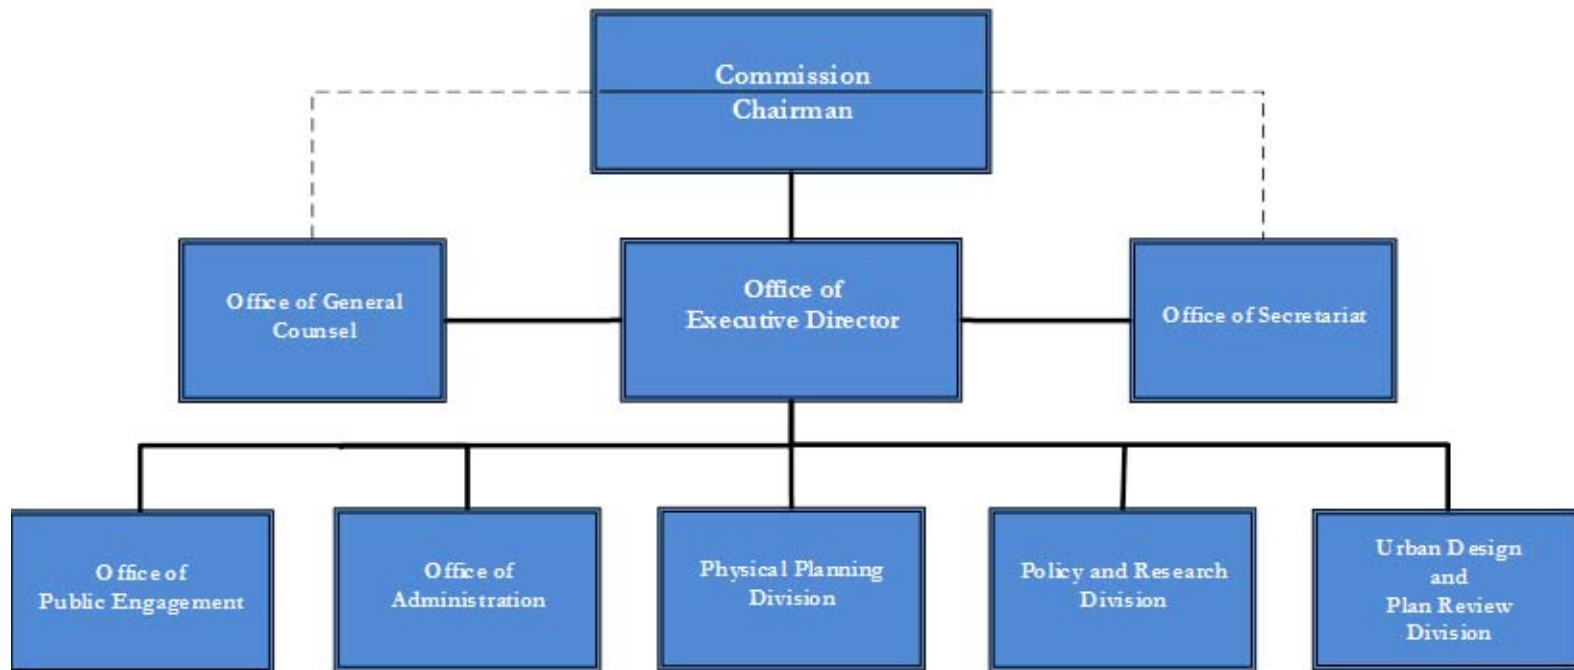 Commission
Chairman
Office of General
Counsel
Office of
Executive Director
Office of Secretariat
Office of
Public Engagement
Office of
Administration
Physical Planning
Division
Policy and Research
Division
Urban Design
and
Plan Review
Division